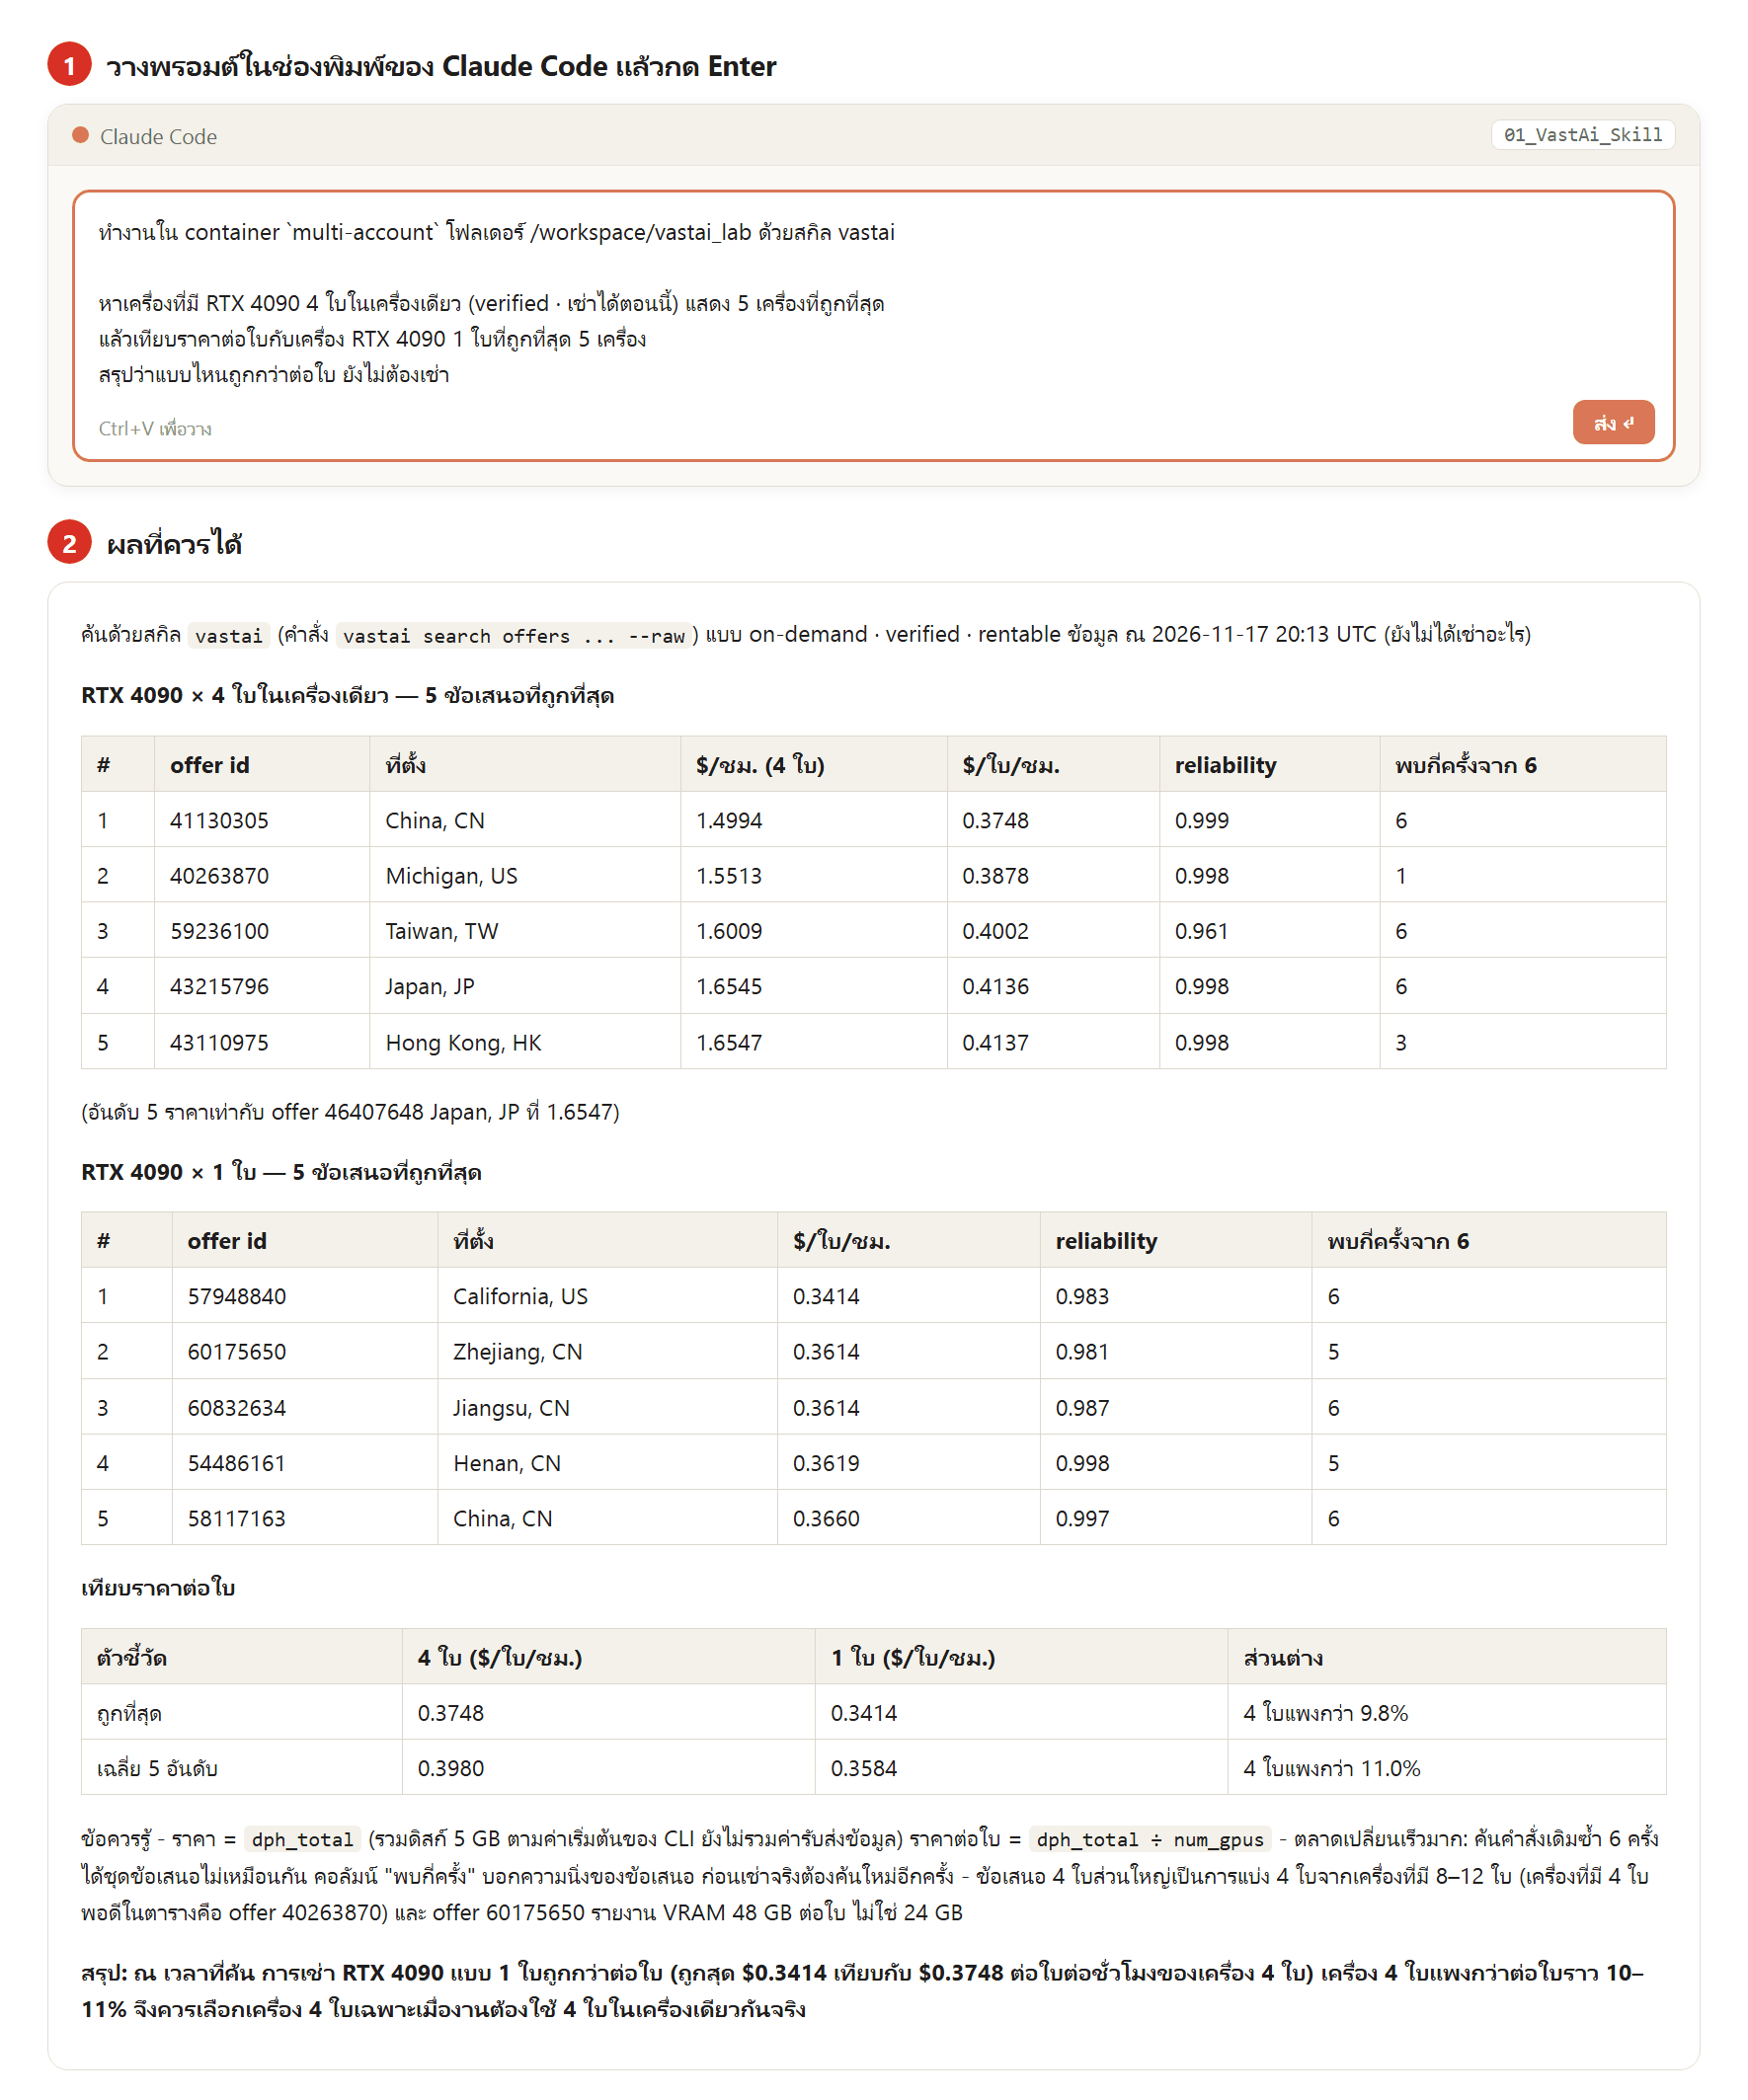 1 วางพรอมต์ในช่องพิมพ์ของ Claude Code แล้วกด Enter
Claude Code 01_VastAi_Skill
ทำงานใน container `multi-account` โฟลเดอร์ /workspace/vastai_lab ด้วยสกิล vastai
หาเครื่องที่มี RTX 4090 4 ใบในเครื่องเดียว (verified · เช่าได้ตอนนี้) แสดง 5 เครื่องที่ถูกที่สุด
แล้วเทียบราคาต่อใบกับเครื่อง RTX 4090 1 ใบที่ถูกที่สุด 5 เครื่อง
สรุปว่าแบบไหนถูกกว่าต่อใบ ยังไม่ต้องเช่า
Ctrl+V เพื่อวาง ส่ง ↵
2 ผลที่ควรได้
ค้นด้วยสกิล vastai (คำสั่ง vastai search offers ... --raw) แบบ on-demand · verified · rentable ข้อมูล ณ 2026-11-17 20:13 UTC (ยังไม่ได้เช่าอะไร)
RTX 4090 × 4 ใบในเครื่องเดียว — 5 ข้อเสนอที่ถูกที่สุด
# offer id ที่ตั้ง $/ชม. (4 ใบ) $/ใบ/ชม. reliability พบกี่ครั้งจาก 6
1 41130305 China, CN 1.4994 0.3748 0.999 6
2 40263870 Michigan, US 1.5513 0.3878 0.998 1
3 59236100 Taiwan, TW 1.6009 0.4002 0.961 6
4 43215796 Japan, JP 1.6545 0.4136 0.998 6
5 43110975 Hong Kong, HK 1.6547 0.4137 0.998 3
(อันดับ 5 ราคาเท่ากับ offer 46407648 Japan, JP ที่ 1.6547)
RTX 4090 × 1 ใบ — 5 ข้อเสนอที่ถูกที่สุด
# offer id ที่ตั้ง $/ใบ/ชม. reliability พบกี่ครั้งจาก 6
1 57948840 California, US 0.3414 0.983 6
2 60175650 Zhejiang, CN 0.3614 0.981 5
3 60832634 Jiangsu, CN 0.3614 0.987 6
4 54486161 Henan, CN 0.3619 0.998 5
5 58117163 China, CN 0.3660 0.997 6
เทียบราคาต่อใบ
ตัวชี้วัด 4 ใบ ($/ใบ/ชม.) 1 ใบ ($/ใบ/ชม.) ส่วนต่าง
ถูกที่สุด 0.3748 0.3414 4 ใบแพงกว่า 9.8%
เฉลี่ย 5 อันดับ 0.3980 0.3584 4 ใบแพงกว่า 11.0%
ข้อควรรู้ - ราคา = dph_total (รวมดิสก์ 5 GB ตามค่าเริ่มต้นของ CLI ยังไม่รวมค่ารับส่งข้อมูล) ราคาต่อใบ = dph_total ÷ num_gpus - ตลาดเปลี่ยนเร็วมาก: ค้นคำสั่งเดิมซ้ำ 6 ครั้ง
ได้ชุดข้อเสนอไม่เหมือนกัน คอลัมน์ "พบกี่ครั้ง" บอกความนิ่งของข้อเสนอ ก่อนเช่าจริงต้องค้นใหม่อีกครั้ง - ข้อเสนอ 4 ใบส่วนใหญ่เป็นการแบ่ง 4 ใบจากเครื่องที่มี 8–12 ใบ (เครื่องที่มี 4 ใบ
พอดีในตารางคือ offer 40263870) และ offer 60175650 รายงาน VRAM 48 GB ต่อใบ ไม่ใช่ 24 GB
สรุป: ณ เวลาที่ค้น การเช่า RTX 4090 แบบ 1 ใบถูกกว่าต่อใบ (ถูกสุด $0.3414 เทียบกับ $0.3748 ต่อใบต่อชั่วโมงของเครื่อง 4 ใบ) เครื่อง 4 ใบแพงกว่าต่อใบราว 10–
11% จึงควรเลือกเครื่อง 4 ใบเฉพาะเมื่องานต้องใช้ 4 ใบในเครื่องเดียวกันจริง